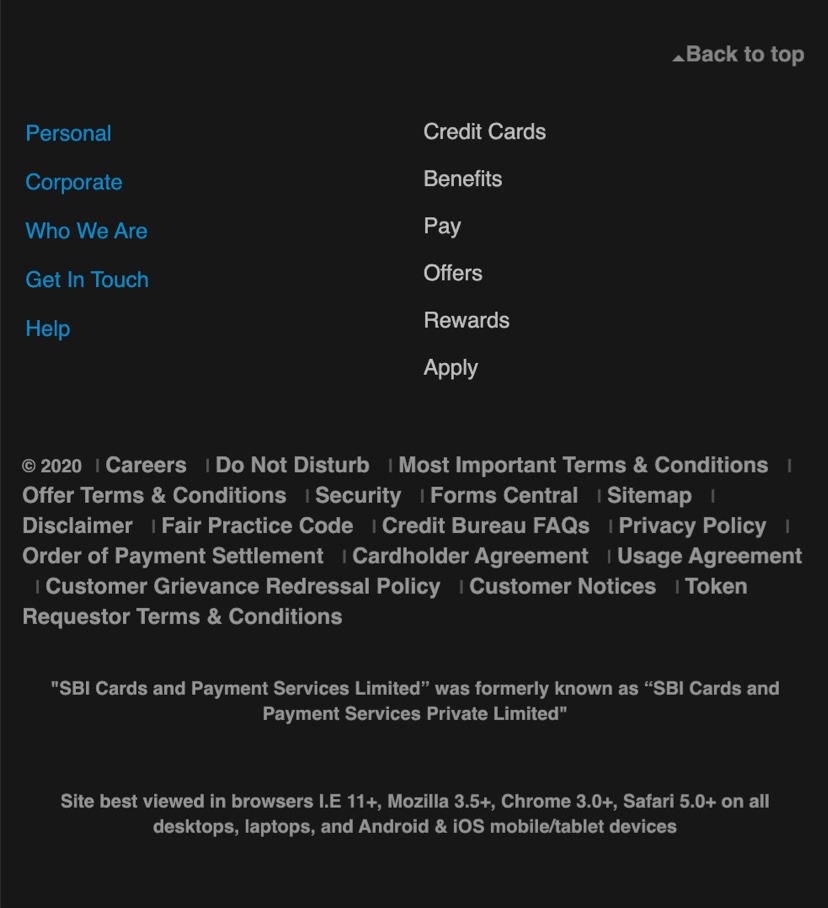 Back to top
Personal
Corporate
Who We Are
Get In Touch
Help
Credit Cards
Benefits
Pay
Offers
Rewards
Apply
© 2020 | Careers | Do Not Disturb | Most Important Terms & Conditions |
Offer Terms & Conditions | Security | Forms Central | Sitemap |
Disclaimer | Fair Practice Code | Credit Bureau FAQs | Privacy Policy |
Order of Payment Settlement | Cardholder Agreement | Usage Agreement
| Customer Grievance Redressal Policy | Customer Notices | Token
Requestor Terms & Conditions
"SBI Cards and Payment Services Limited” was formerly known as “SBI Cards and
Payment Services Private Limited"
Site best viewed in browsers I.E 11+, Mozilla 3.5+, Chrome 3.0+, Safari 5.0+ on all
desktops, laptops, and Android & iOS mobile/tablet devices